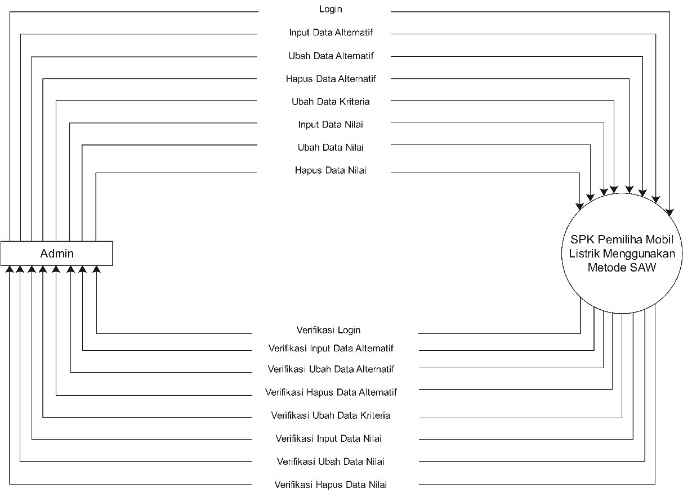 Login
Input Data Alternatif
Ubah Data Alternatif
Hapus Data Alternatif
Ubah Data Kriteria
Input Data Nilai
Ubah Data Nilai
Hapus Data Nilai
Admin
SPK Pemiliha Mobil
Listrik Menggunakan
Metode SAW
Verifikasi Login
Verifikasi Input Data Alternatif
Verifikasi Ubah Data Alternatif
Verifikasi Hapus Data Alternatif
Verifikasi Ubah Data Kriteria
Verifikasi Input Data Nilai
Verifikasi Ubah Data Nilai
Verifikasi Hapus Data Nilai